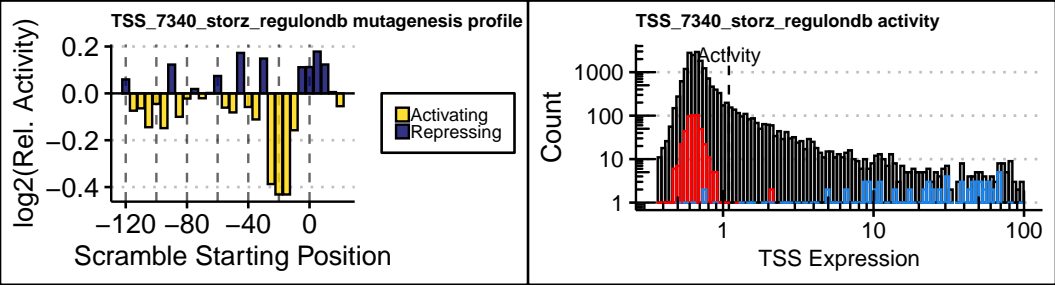 TSS_7340_storz_regulondb mutagenesis profile
log2(Rel. Activity)
0.2
0.0
−0.2
−0.4
−120
−80
−40
0
Scramble Starting Position
Activating
Repressing
TSS_7340_storz_regulondb activity
Activity
Count
1000
100
10
1
1
10
100
TSS Expression